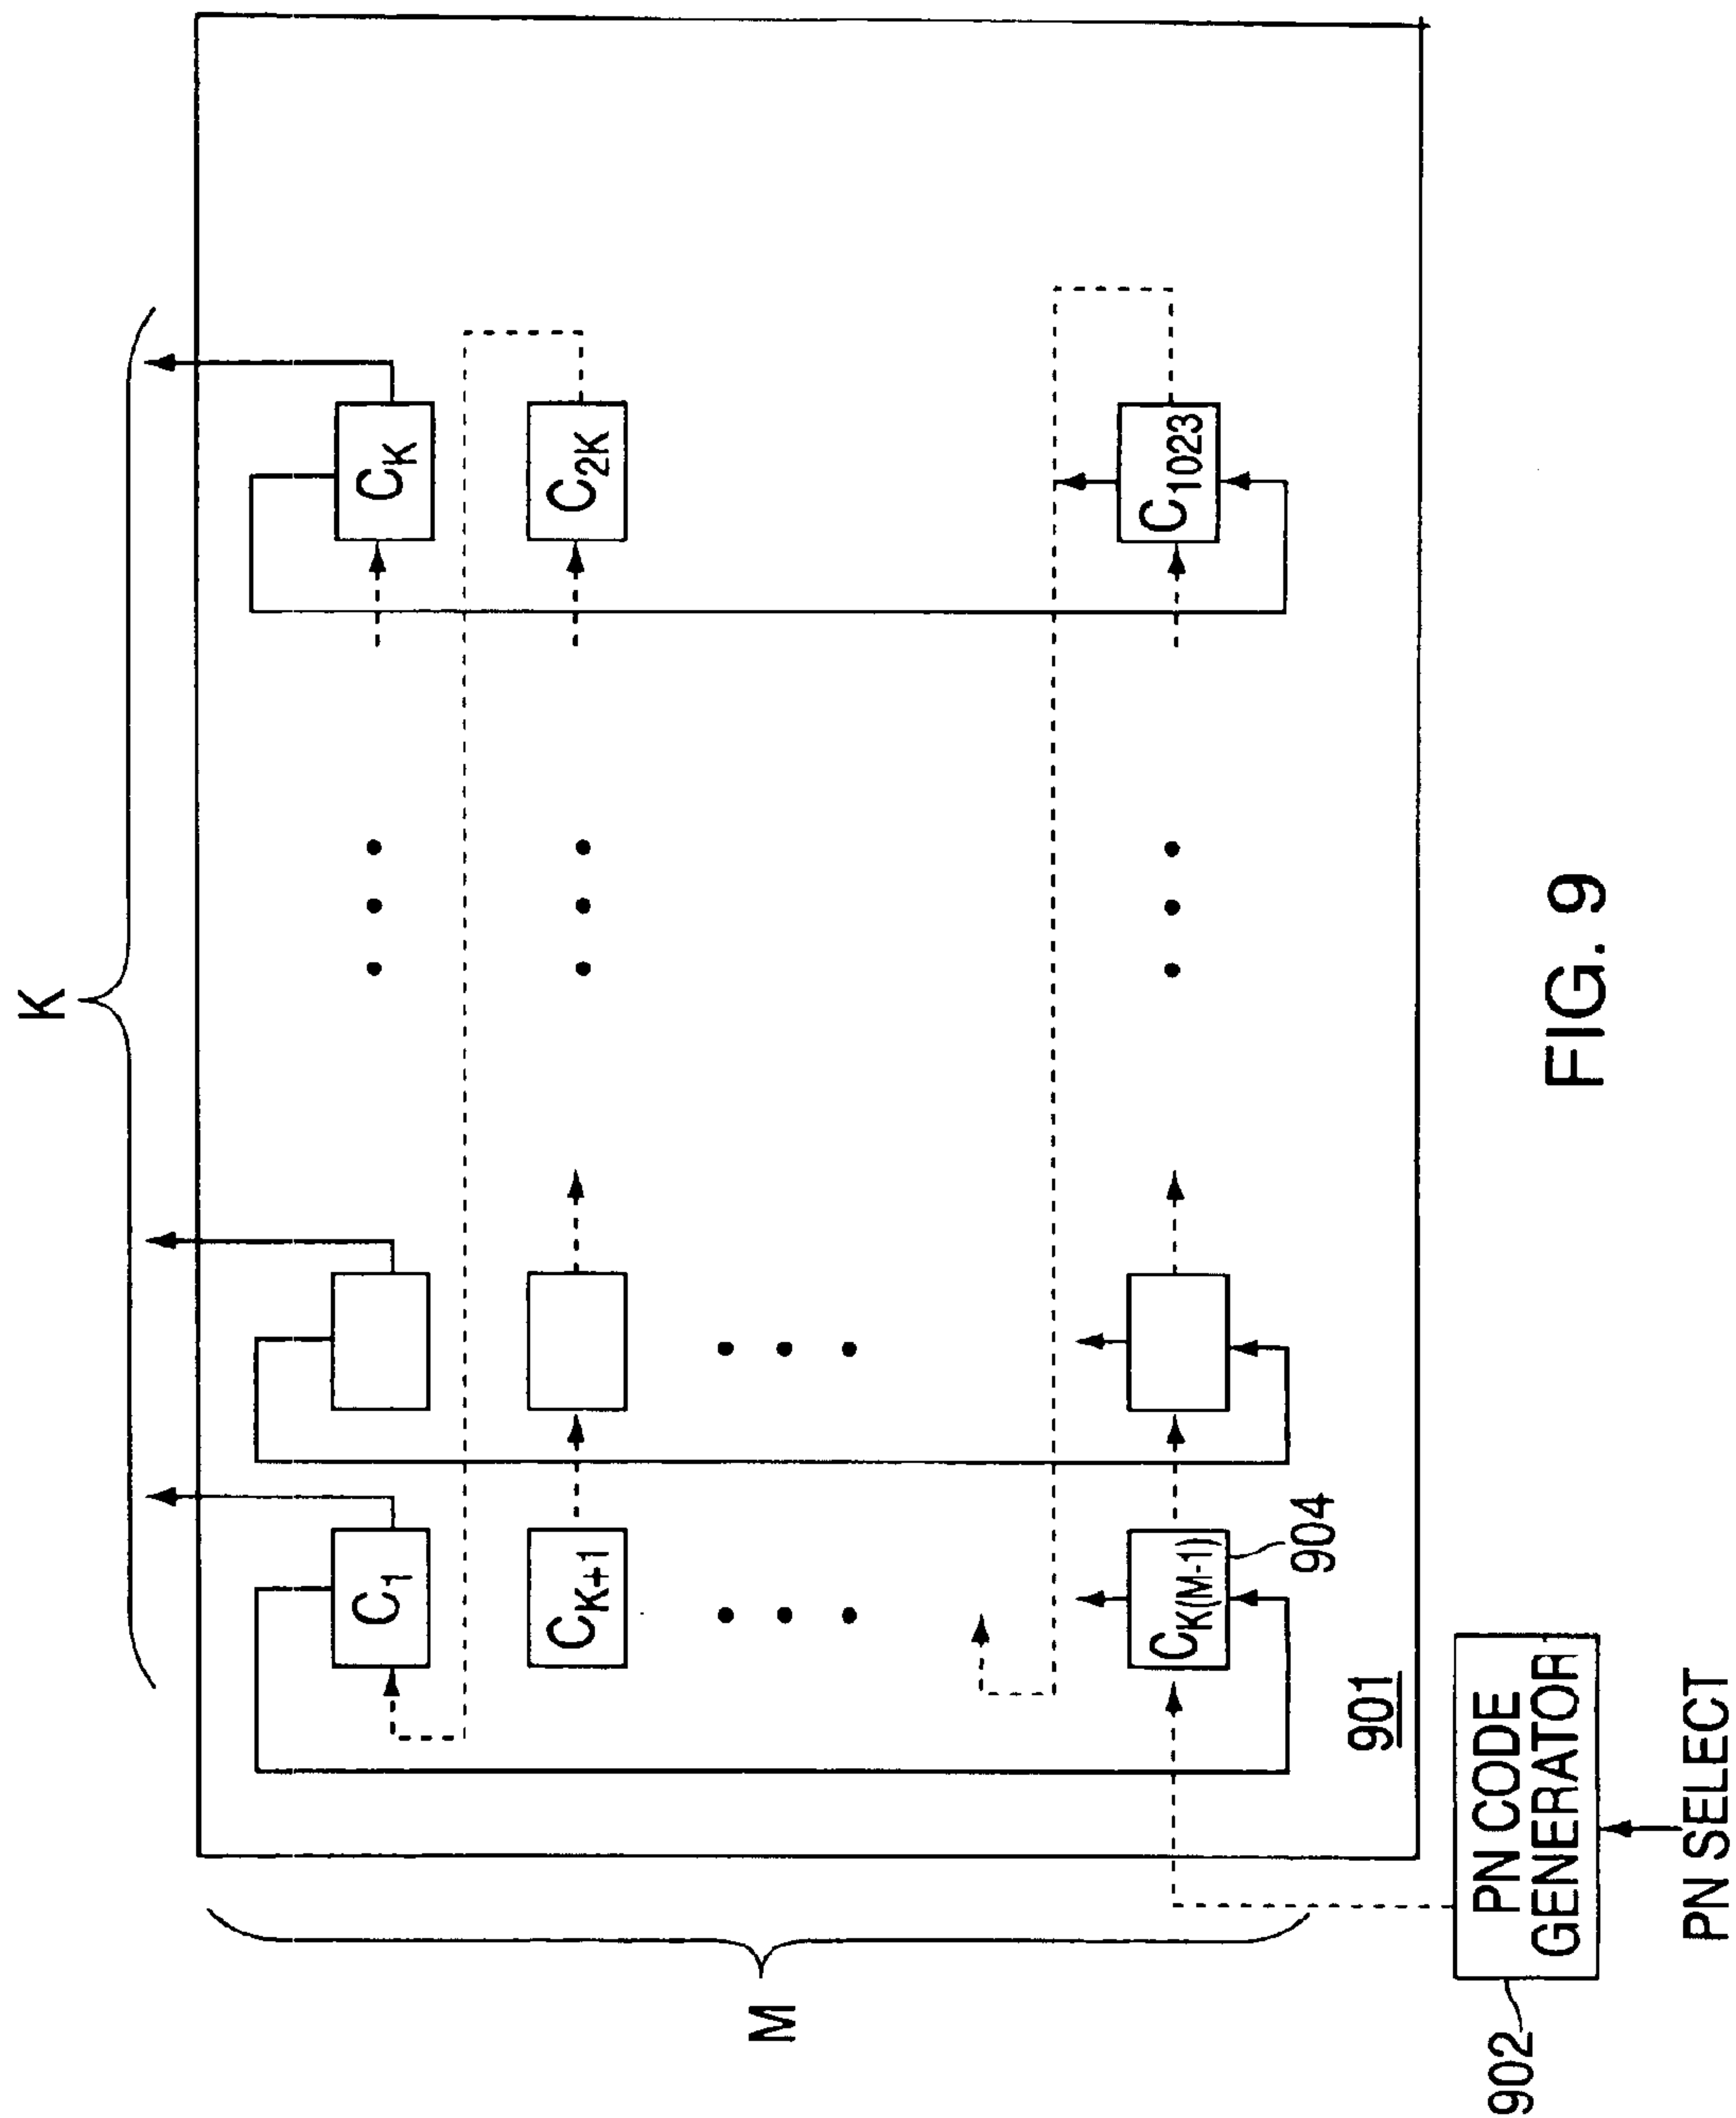 K
M
C1
CK
CK+1
C2K
CK(M-1)
C1023
904
901
902
PN CODE
GENERATOR
PN SELECT
FIG. 9